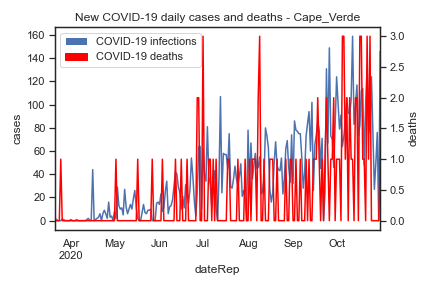 New COVID-19 daily cases and deaths - Cape_Verde
COVID-19 infections
COVID-19 deaths
160
140
120
100
80
60
40
20
0
cases
3.0
2.5
2.0
1.5
1.0
0.5
0.0
deaths
Apr May Jun Jul Aug Sep Oct
2020
dateRep